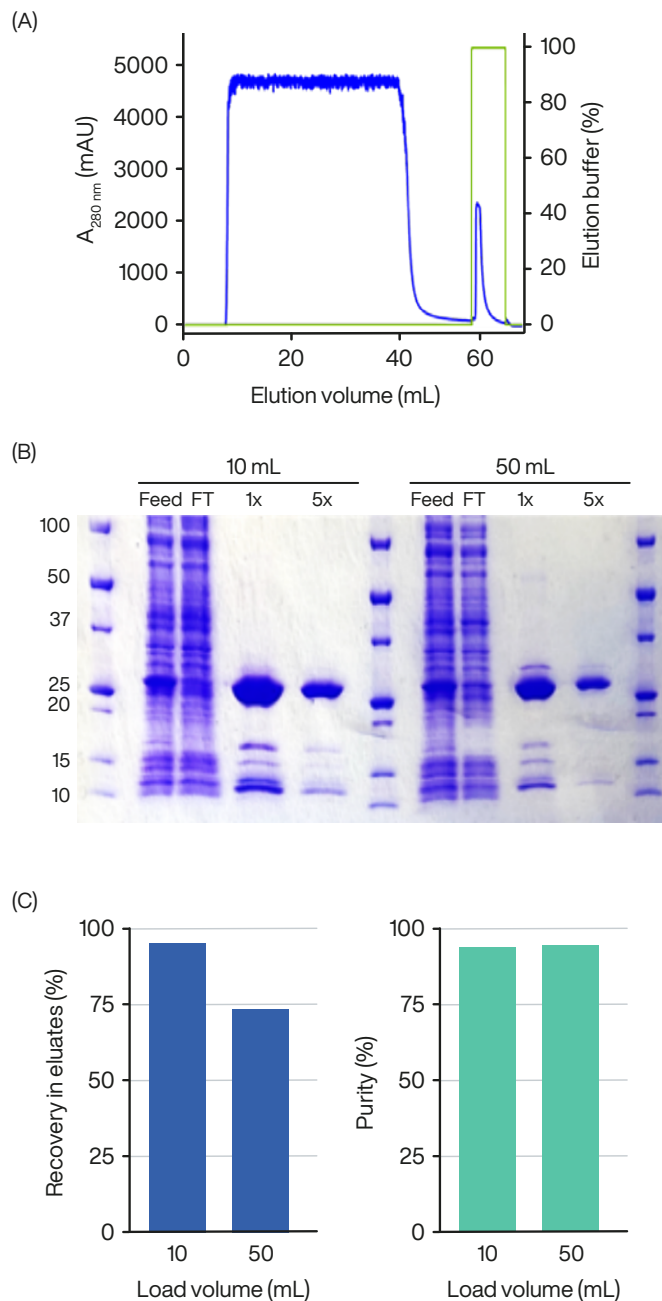 (A)
5000
4000
3000
2000
1000
0
A280 nm (mAU)
100
80
60
40
20
0
Elution buffer (%)
0 20 40 60
Elution volume (mL)
(B)
10 mL 50 mL
Feed FT 1x 5x Feed FT 1x 5x
100
50
37
25
20
15
10
(C)
100
75
50
25
0
Recovery in eluates (%)
10 50
Load volume (mL)
100
75
50
25
0
Purity (%)
10 50
Load volume (mL)